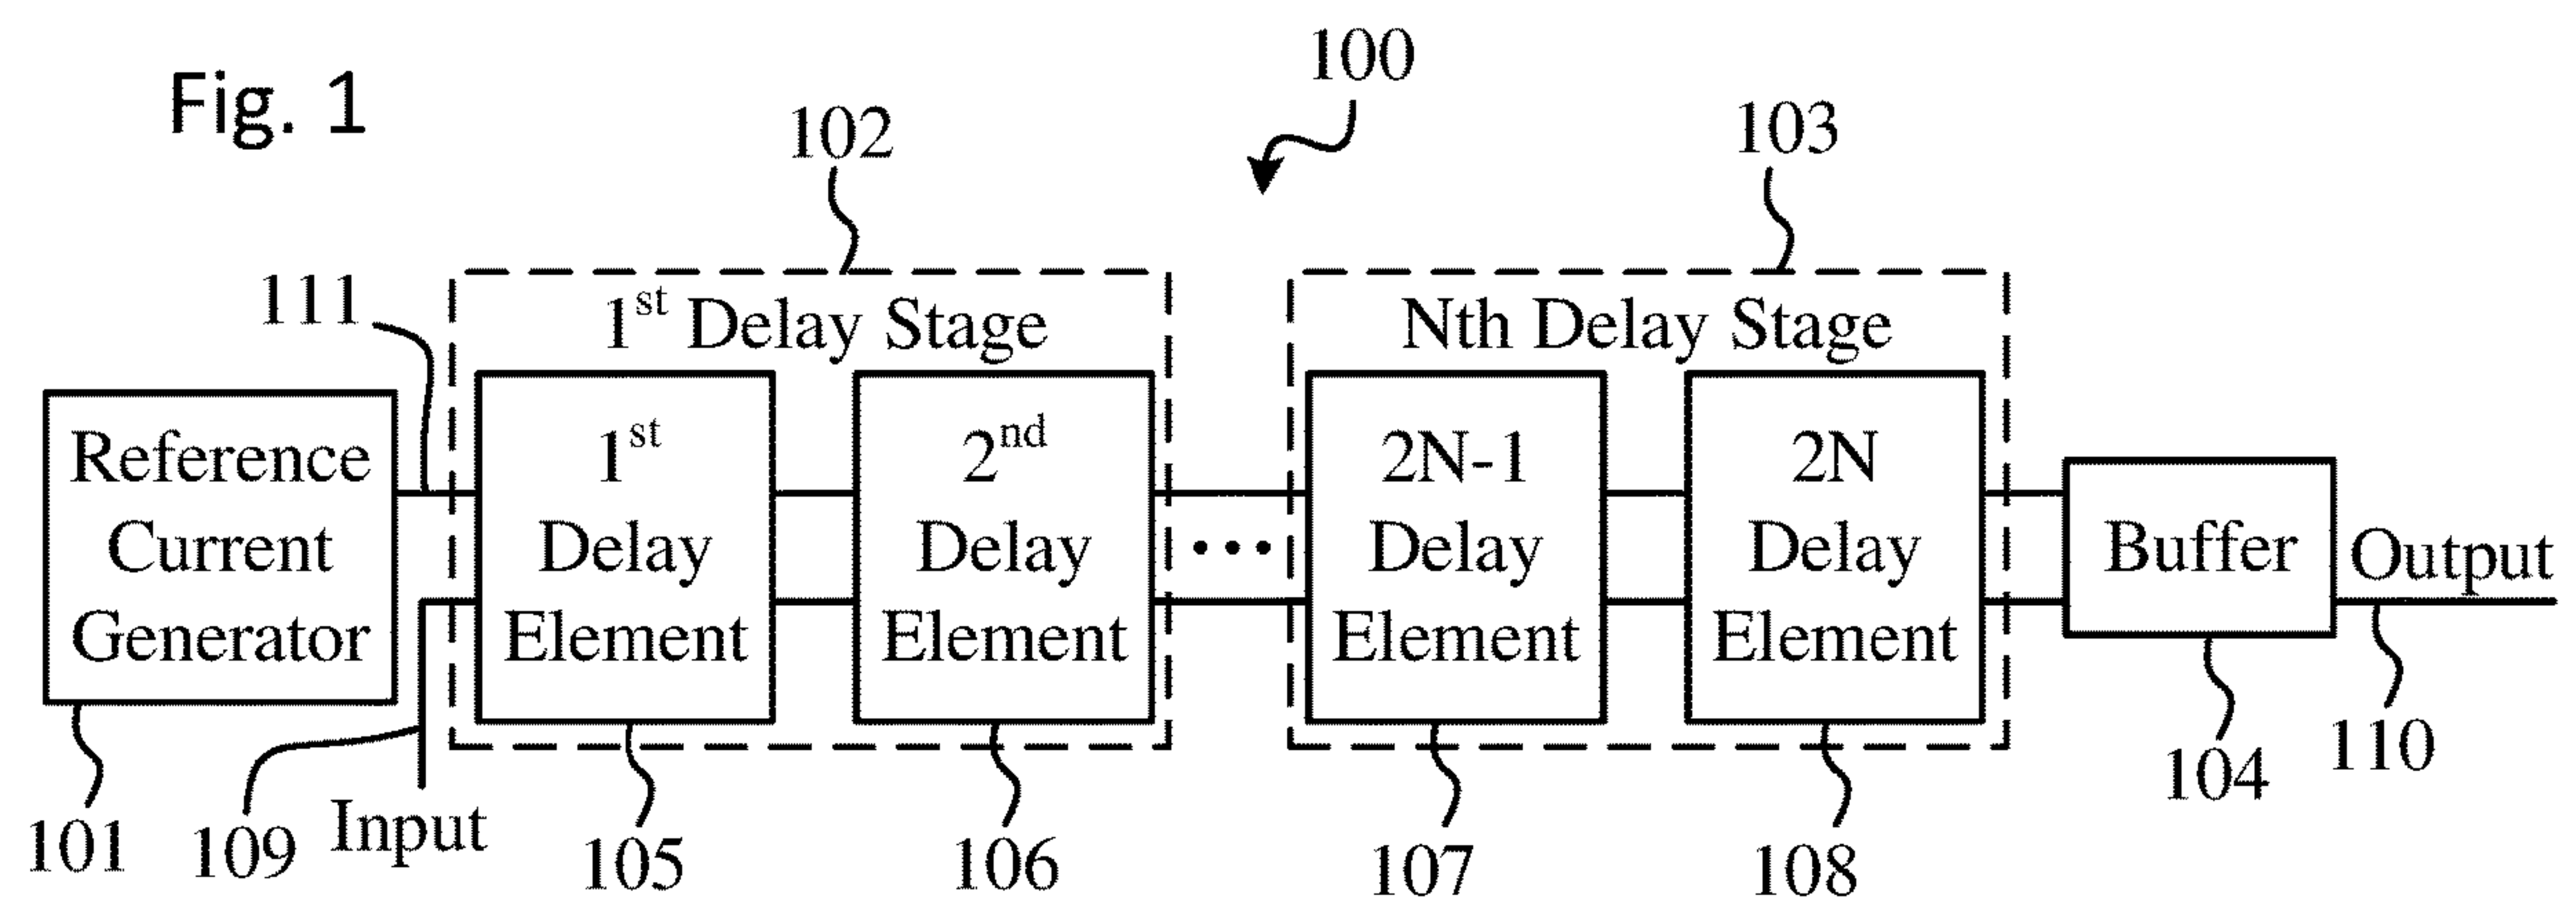 Fig. 1
100
102
103
111
1st Delay Stage
Nth Delay Stage
Reference
Current
Generator
1st
Delay
Element
2nd
Delay
Element
2N-1
Delay
Element
2N
Delay
Element
Buffer
Output
101
109
Input
105
106
107
108
104
110